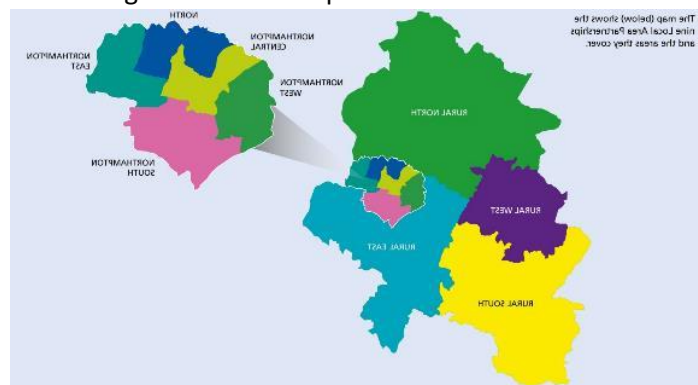 The map (below) shows the
nine Local Area Partnerships
and the areas they cover.
NORTH
NORTHAMPTON
CENTRAL
NORTHAMPTON
EAST
NORTHAMPTON
WEST
NORTHAMPTON
SOUTH
RURAL NORTH
RURAL WEST
RURAL EAST
RURAL SOUTH